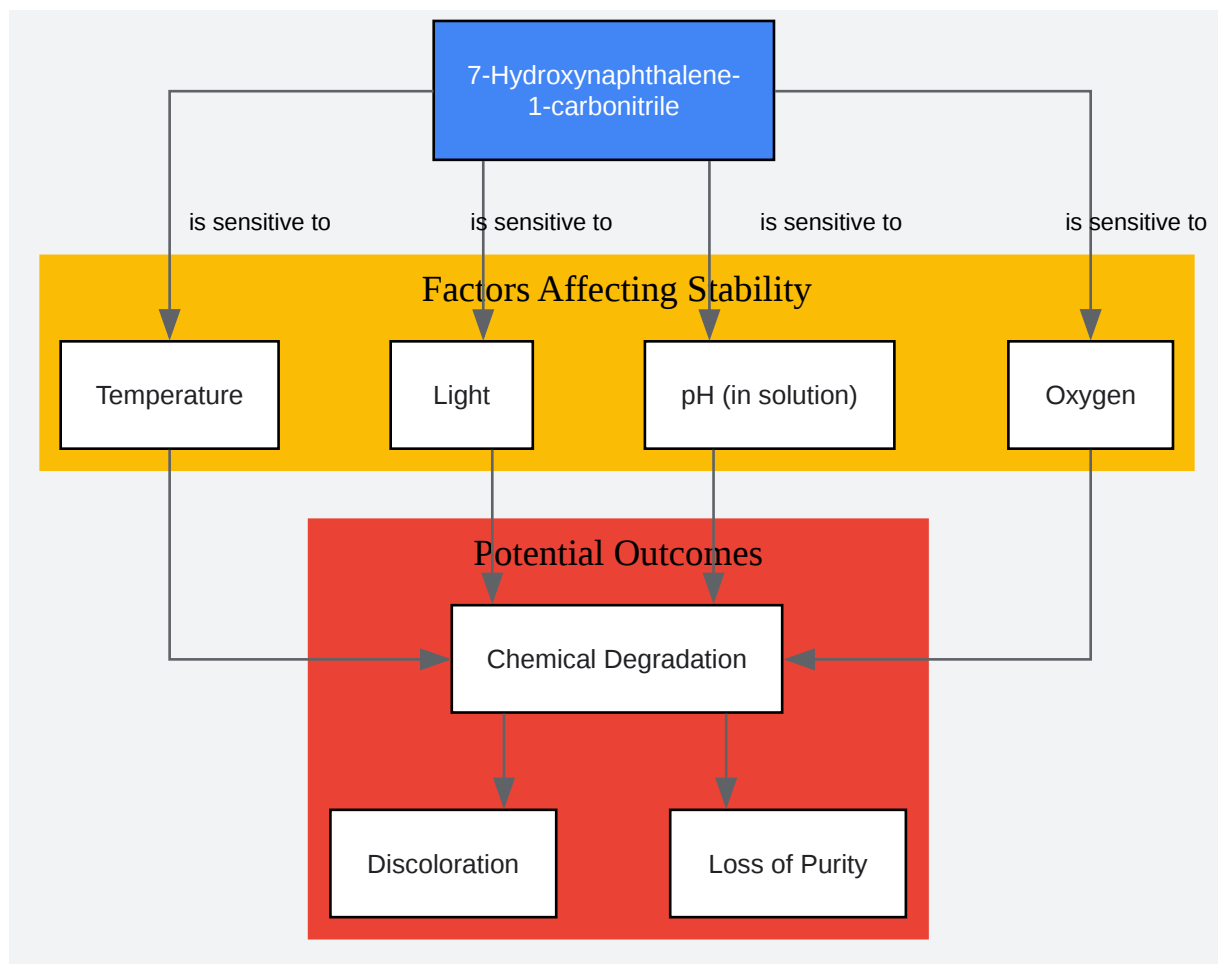 7-Hydroxynaphthalene-
1-carbonitrile
is sensitive to
is sensitive to
is sensitive to
is sensitive to
Factors Affecting Stability
Temperature
Light
pH (in solution)
Oxygen
Potential Outcomes
Chemical Degradation
Discoloration
Loss of Purity